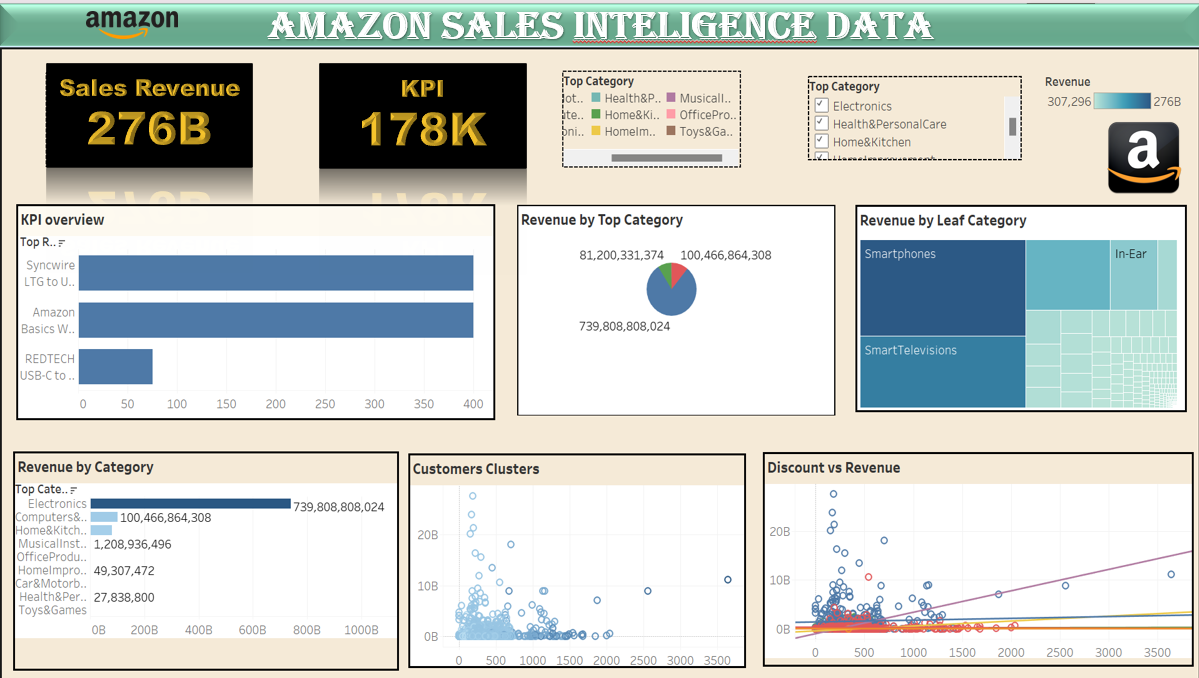 amazon
AMAZON SALES INTELIGENCE DATA
Sales Revenue
276B
KPI
178K
Top Category
ot..
Health&P..
MusicalI..
te..
Home&Ki..
OfficePro..
oni..
HomeIm..
Toys&Ga..
Top Category
Electronics
Health&PersonalCare
Home&Kitchen
Revenue
307,296
276B
a
KPI overview
Top R..
Syncwire
LTG to U..
Amazon
Basics W..
REDTECH
USB-C to ..
0 50 100 150 200 250 300 350 400
Revenue by Top Category
81,200,331,374
100,466,864,308
739,808,808,024
Revenue by Leaf Category
Smartphones
In-Ear
SmartTelevisions
Revenue by Category
Top Cate..
Electronics
739,808,808,024
Computers&..
100,466,864,308
Home&Kitch..
MusicalInst..
1,208,936,496
OfficeProdu..
HomeImpro..
49,307,472
Car&Motorb..
Health&Per..
27,838,800
Toys&Games
0B 200B 400B 600B 800B 1000B
Customers Clusters
20B
10B
0B
0 500 1000 1500 2000 2500 3000 3500
Discount vs Revenue
20B
10B
0B
0 500 1000 1500 2000 2500 3000 3500